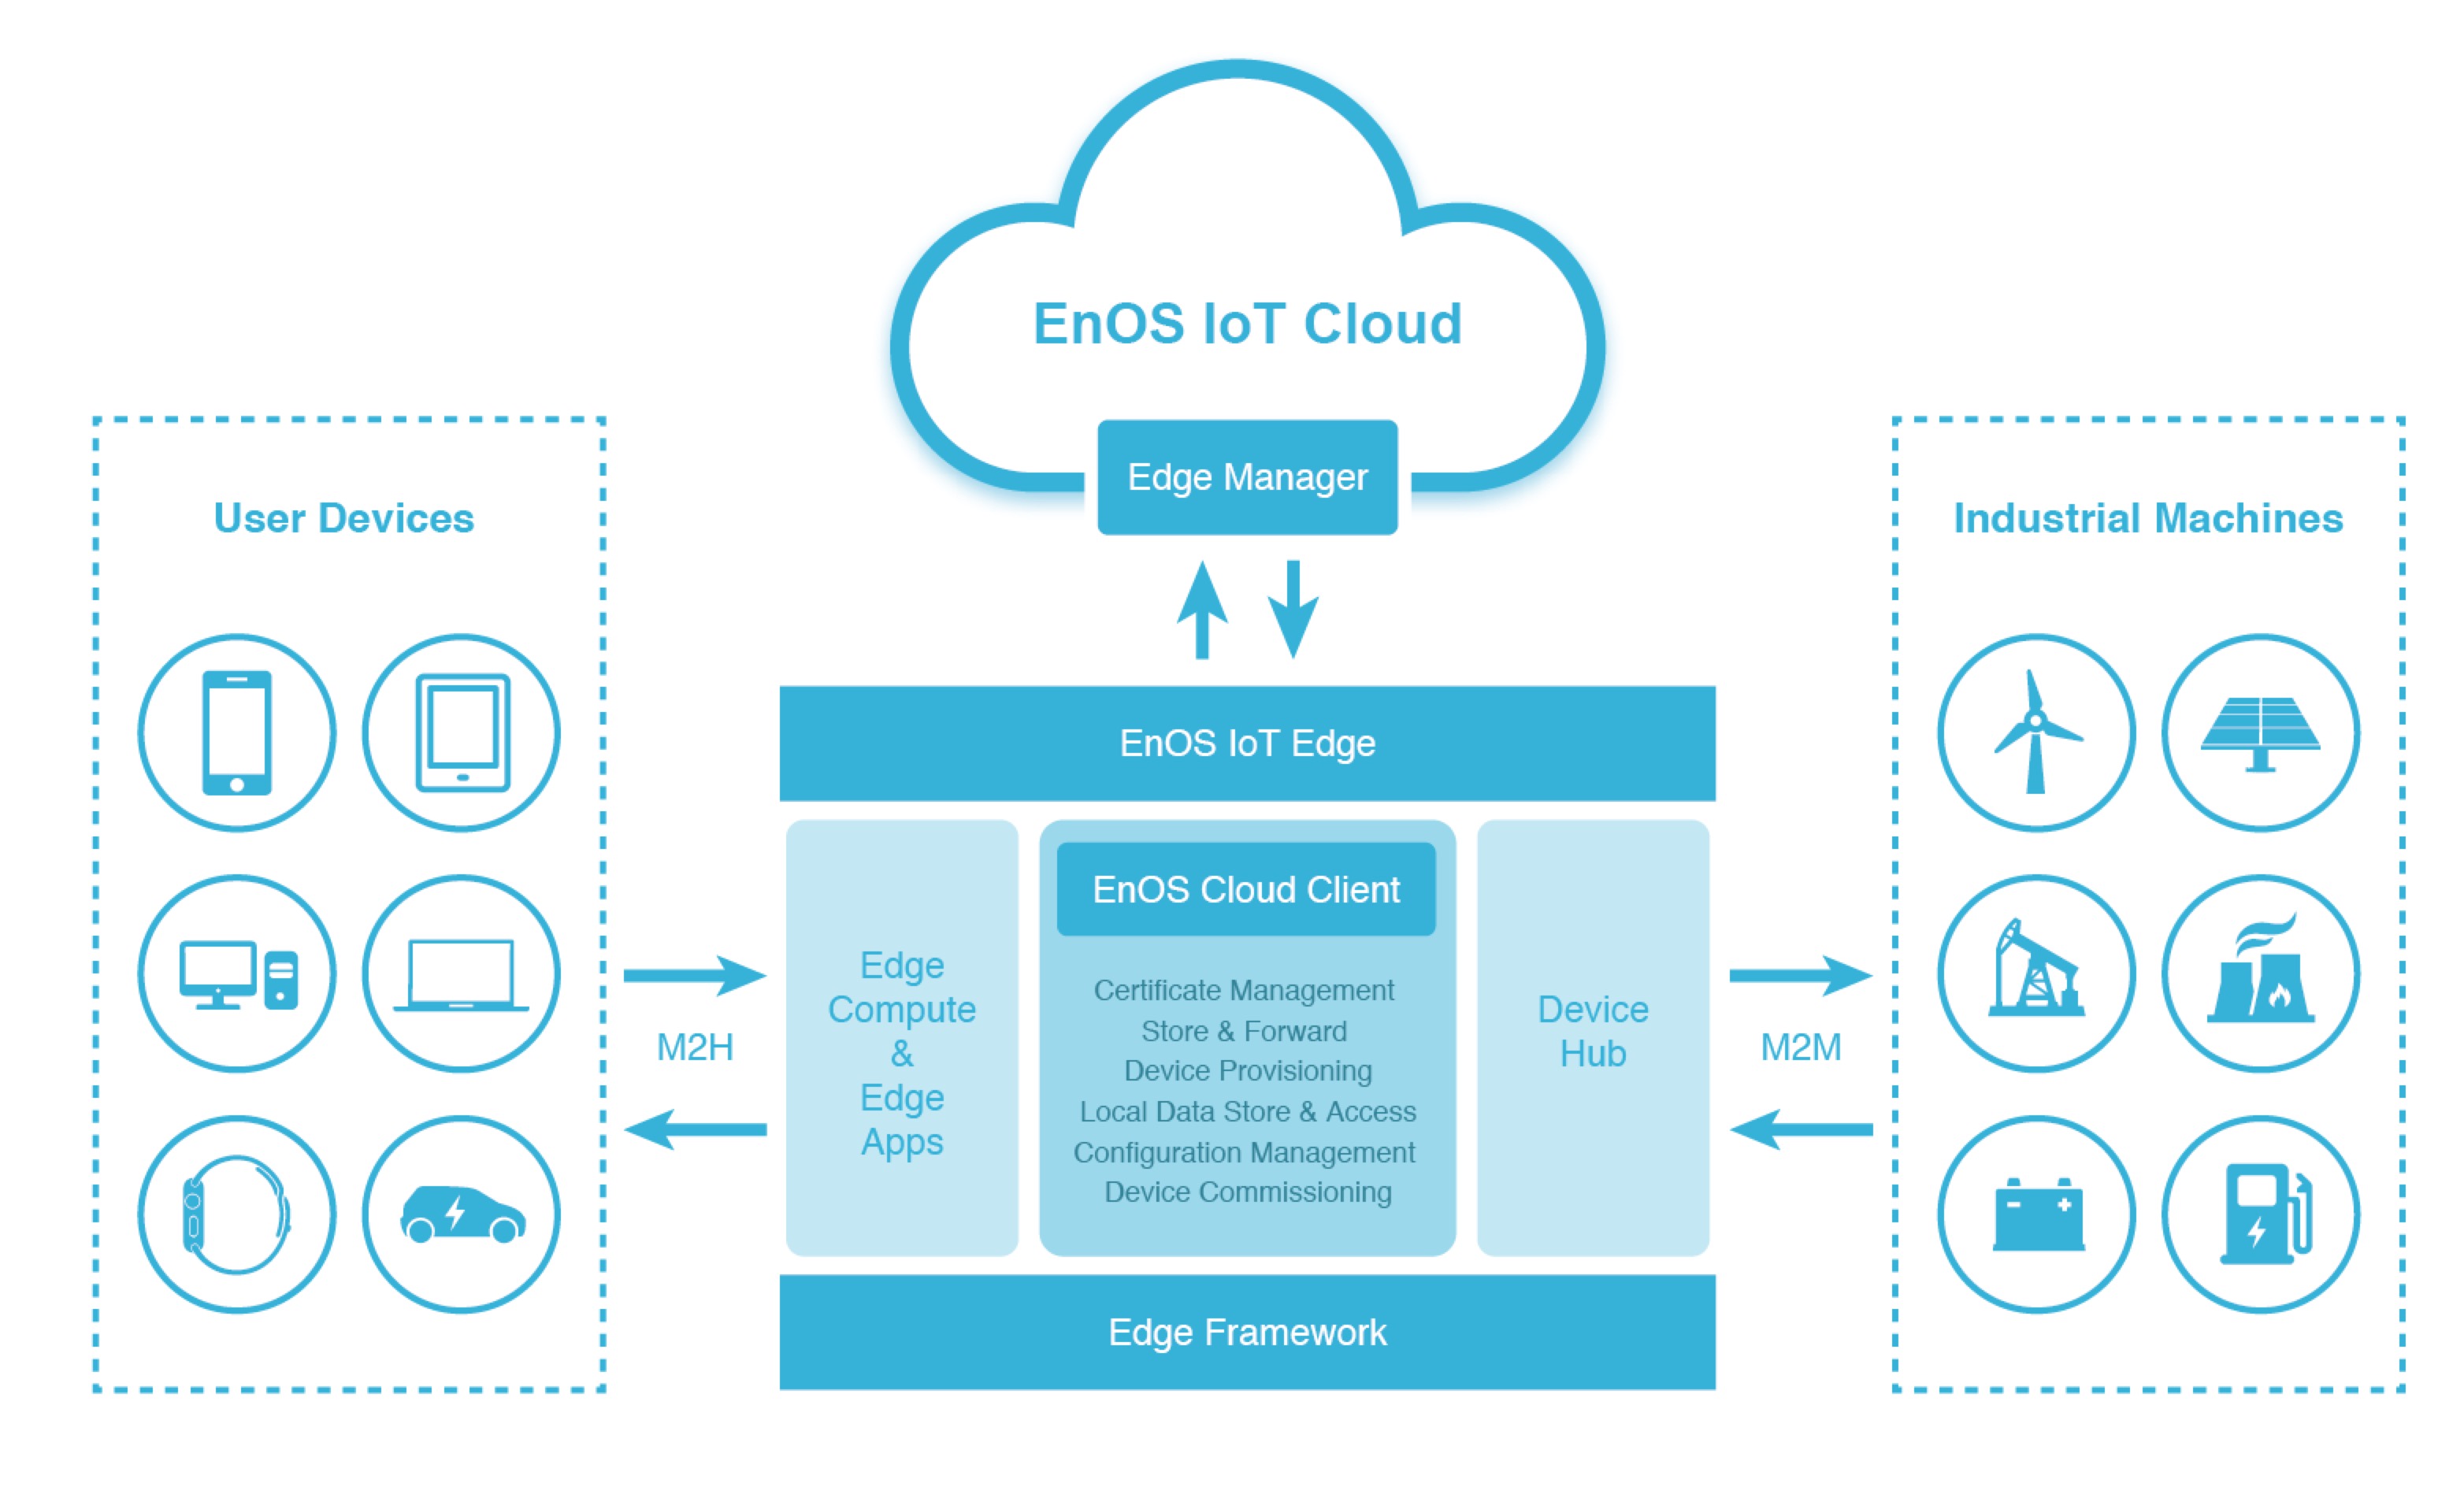 EnOS IoT Cloud
Edge Manager
User Devices
Industrial Machines
EnOS IoT Edge
EnOS Cloud Client
Edge
Compute
&
Edge
Apps
Certificate Management
Store & Forward
Device Provisioning
Local Data Store & Access
Configuration Management
Device Commissioning
Device
Hub
M2H
M2M
Edge Framework